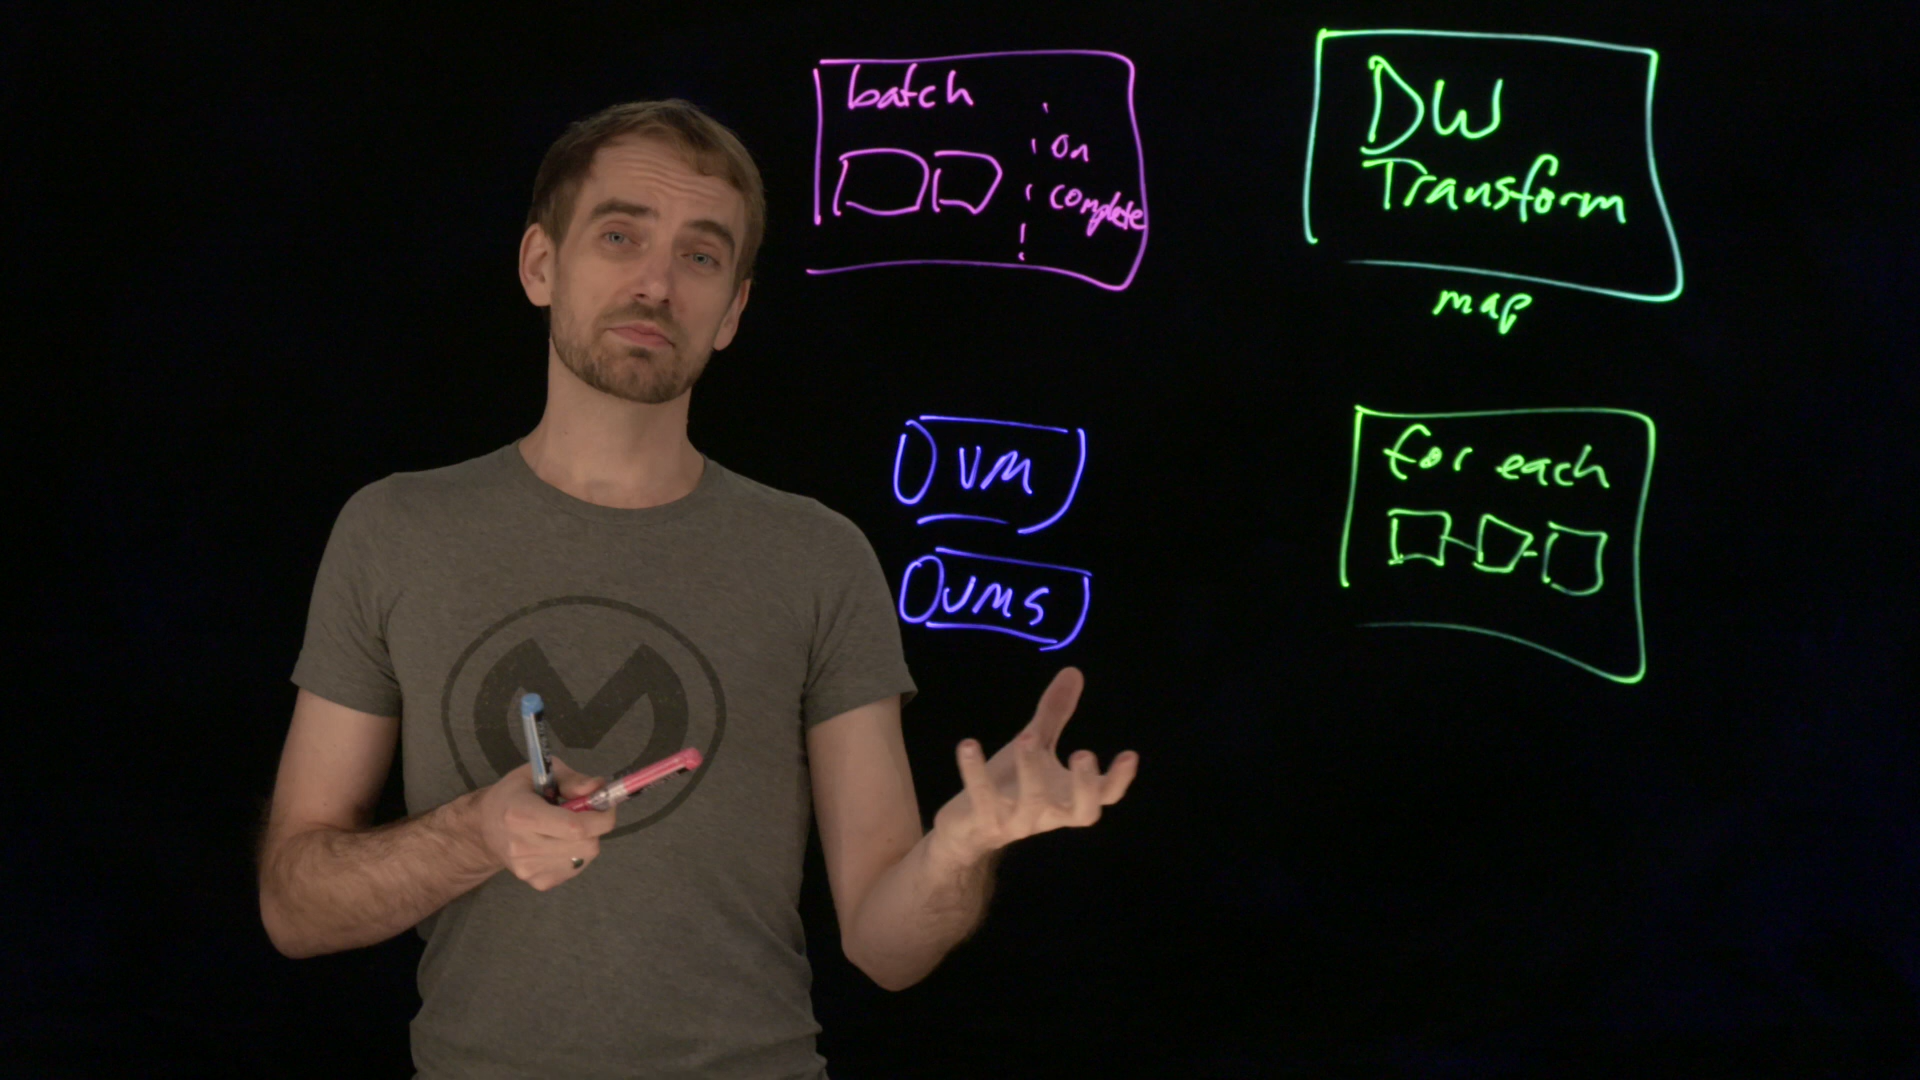 batch
on
complete
DW
Transform
map
VM
VMS
for each